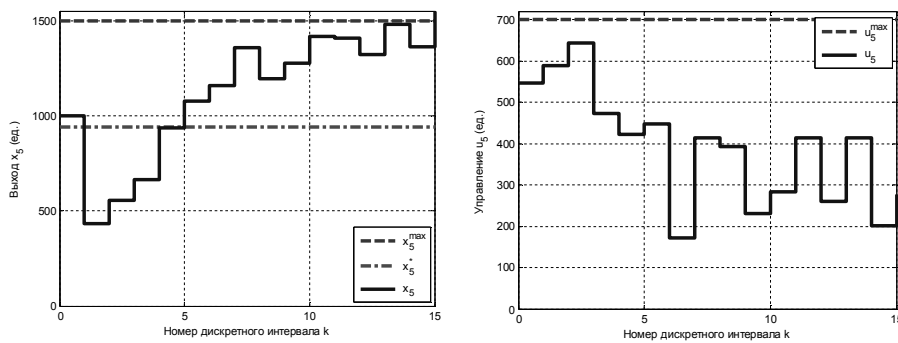 1500
1000
500
0
0
5
10
15
Выход x5 (ед.)
Номер дискретного интервала k
x5max
x5*
x5
700
600
500
400
300
200
100
0
0
5
10
15
Управление u5 (ед.)
Номер дискретного интервала k
u5max
u5